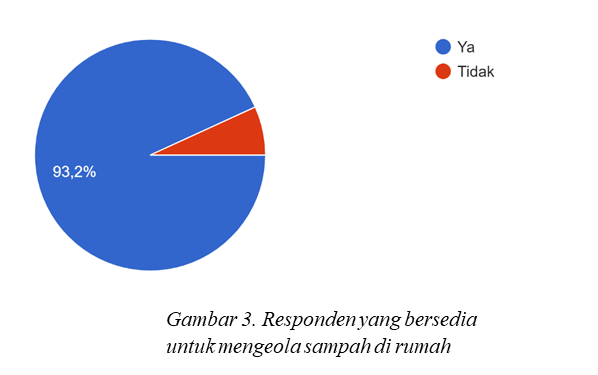 Ya
Tidak
93,2%
Gambar 3. Responden yang bersedia
untuk mengeola sampah di rumah